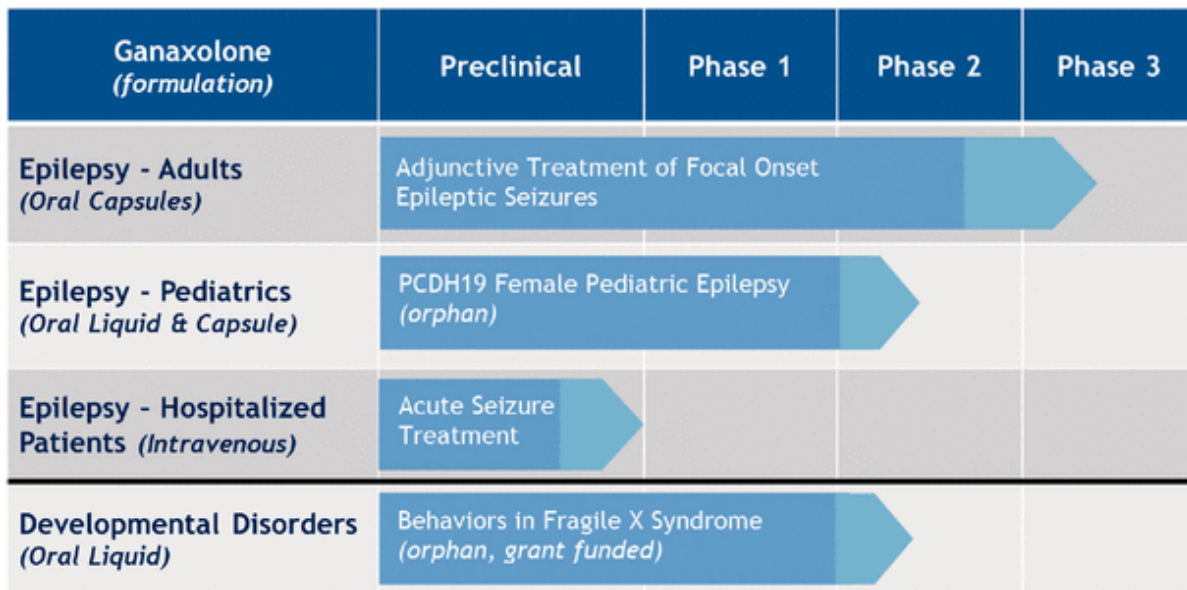 Ganaxolone
(formulation)
Preclinical
Phase 1
Phase 2
Phase 3
Epilepsy - Adults
(Oral Capsules)
Adjunctive Treatment of Focal Onset
Epileptic Seizures
Epilepsy - Pediatrics
(Oral Liquid & Capsule)
PCDH19 Female Pediatric Epilepsy
(orphan)
Epilepsy - Hospitalized
Patients (Intravenous)
Acute Seizure
Treatment
Developmental Disorders
(Oral Liquid)
Behaviors in Fragile X Syndrome
(orphan, grant funded)